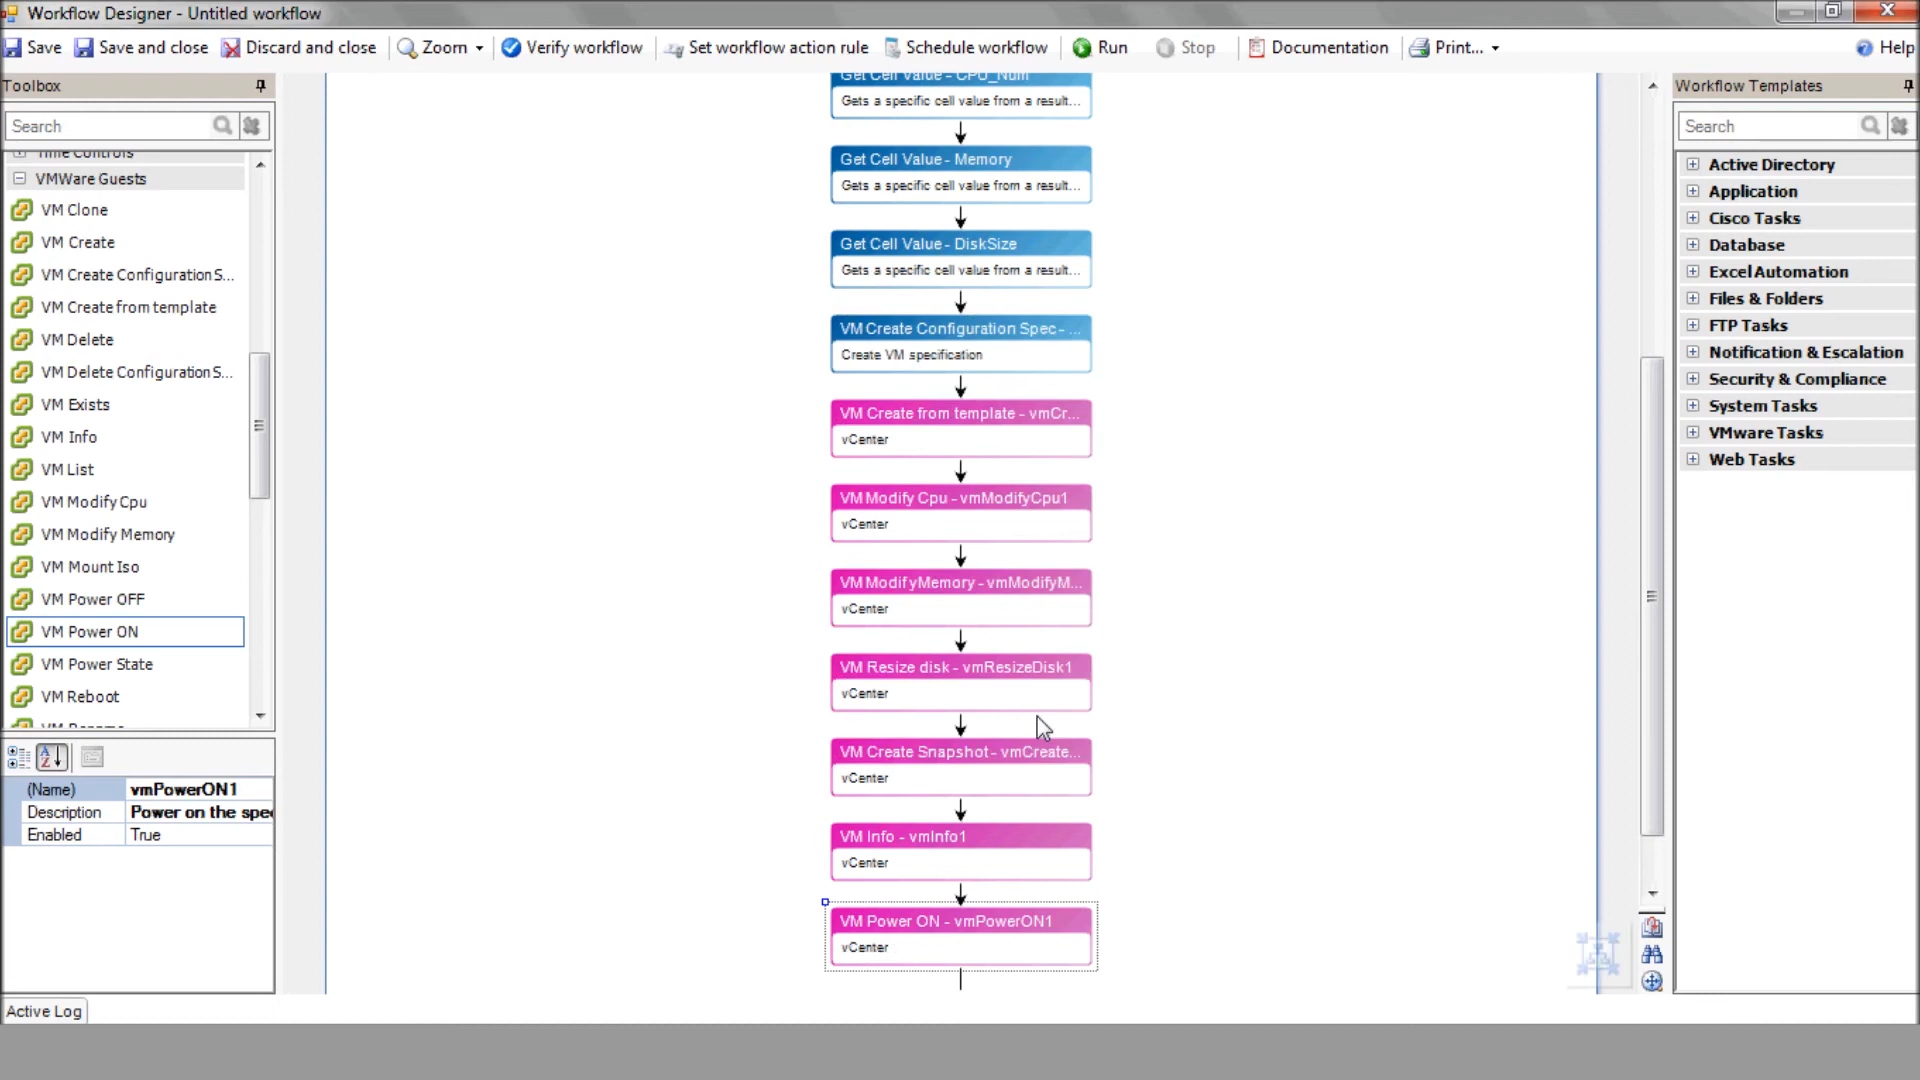 Workflow Designer - Untitled workflow
Save
Save and close
Discard and close
Zoom
Verify workflow
Set workflow action rule
Schedule workflow
Run
Stop
Documentation
Print...
Help
Toolbox
Search
Time Controls
VMWare Guests
VM Clone
VM Create
VM Create Configuration S...
VM Create from template
VM Delete
VM Delete Configuration S...
VM Exists
VM Info
VM List
VM Modify Cpu
VM Modify Memory
VM Mount Iso
VM Power OFF
VM Power ON
VM Power State
VM Reboot
VM Rename
(Name) vmPowerON1
Description Power on the spe
Enabled True
Active Log
Get Cell Value - CPU_Num
Gets a specific cell value from a result...
Get Cell Value - Memory
Gets a specific cell value from a result...
Get Cell Value - DiskSize
Gets a specific cell value from a result...
VM Create Configuration Spec - ...
Create VM specification
VM Create from template - vmCr...
vCenter
VM Modify Cpu - vmModifyCpu1
vCenter
VM ModifyMemory - vmModifyM...
vCenter
VM Resize disk - vmResizeDisk1
vCenter
VM Create Snapshot - vmCreate...
vCenter
VM Info - vmInfo1
vCenter
VM Power ON - vmPowerON1
vCenter
Workflow Templates
Search
Active Directory
Application
Cisco Tasks
Database
Excel Automation
Files & Folders
FTP Tasks
Notification & Escalation
Security & Compliance
System Tasks
VMware Tasks
Web Tasks